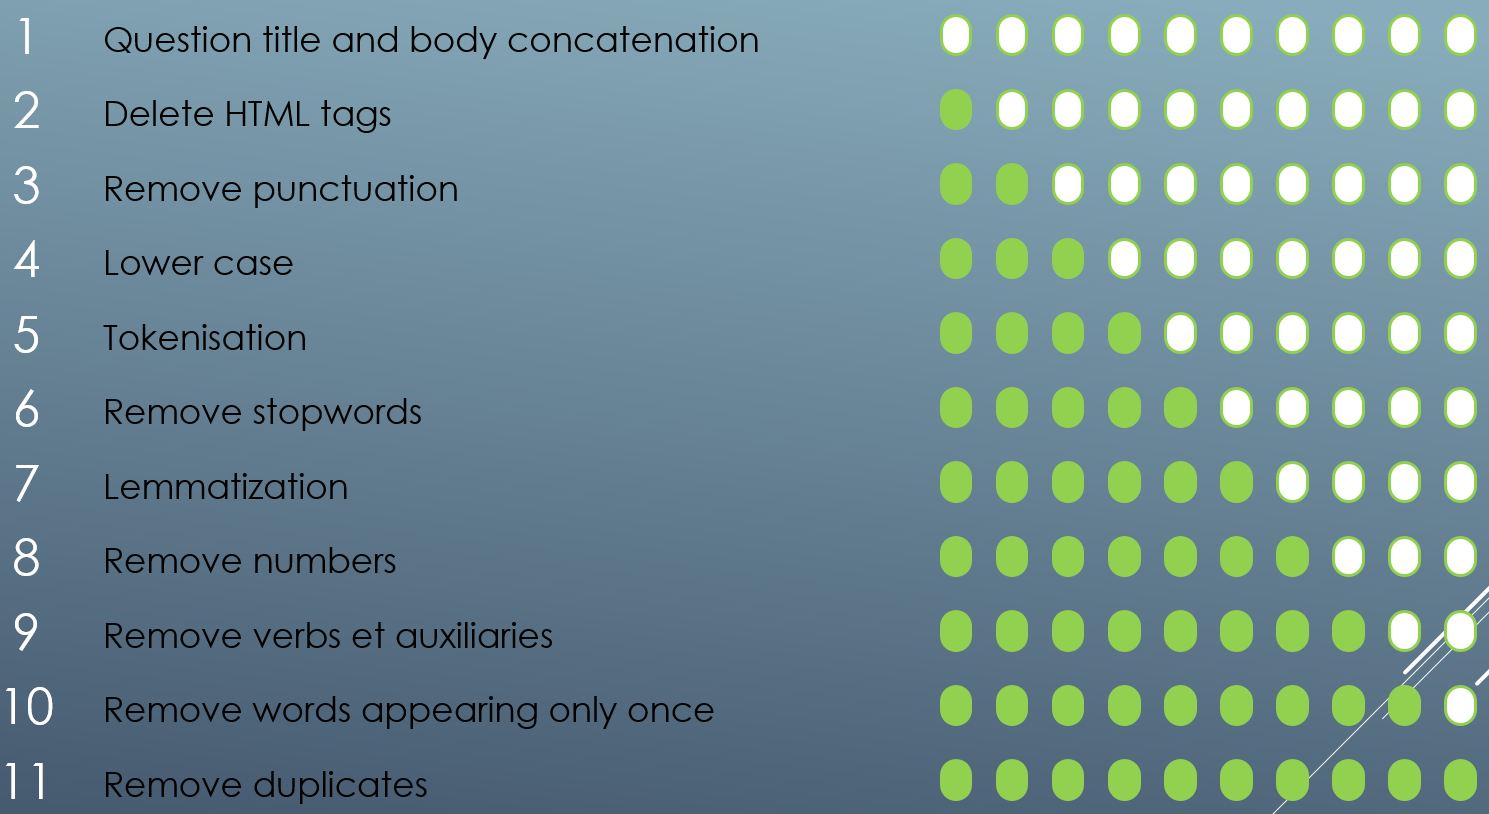 1 Question title and body concatenation
2 Delete HTML tags
3 Remove punctuation
4 Lower case
5 Tokenisation
6 Remove stopwords
7 Lemmatization
8 Remove numbers
9 Remove verbs et auxiliaries
10 Remove words appearing only once
11 Remove duplicates